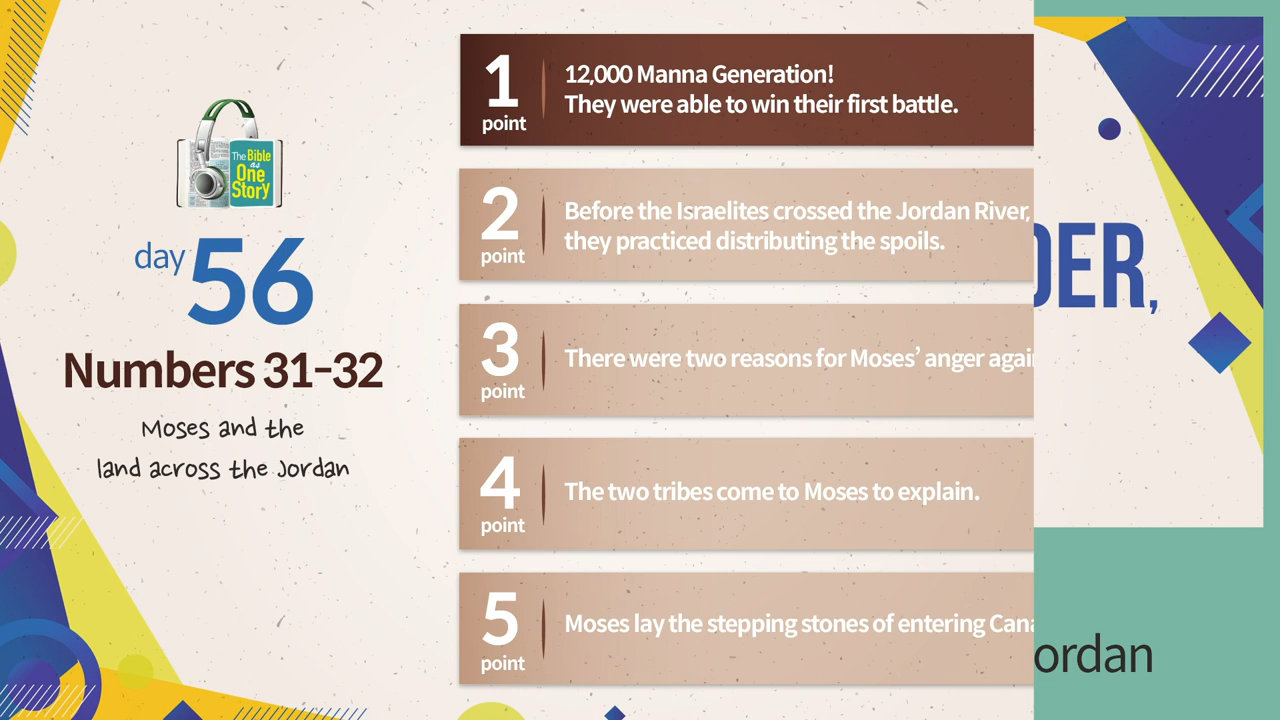 The Bible
as
One
Story
day 56
Numbers 31-32
Moses and the
land across the Jordan
1
point
12,000 Manna Generation!
They were able to win their first battle.
2
point
Before the Israelites crossed the Jordan River,
they practiced distributing the spoils.
3
point
There were two reasons for Moses’ anger
4
point
The two tribes come to Moses to explain.
5
point
Moses lay the stepping stones of entering
DER,
ordan